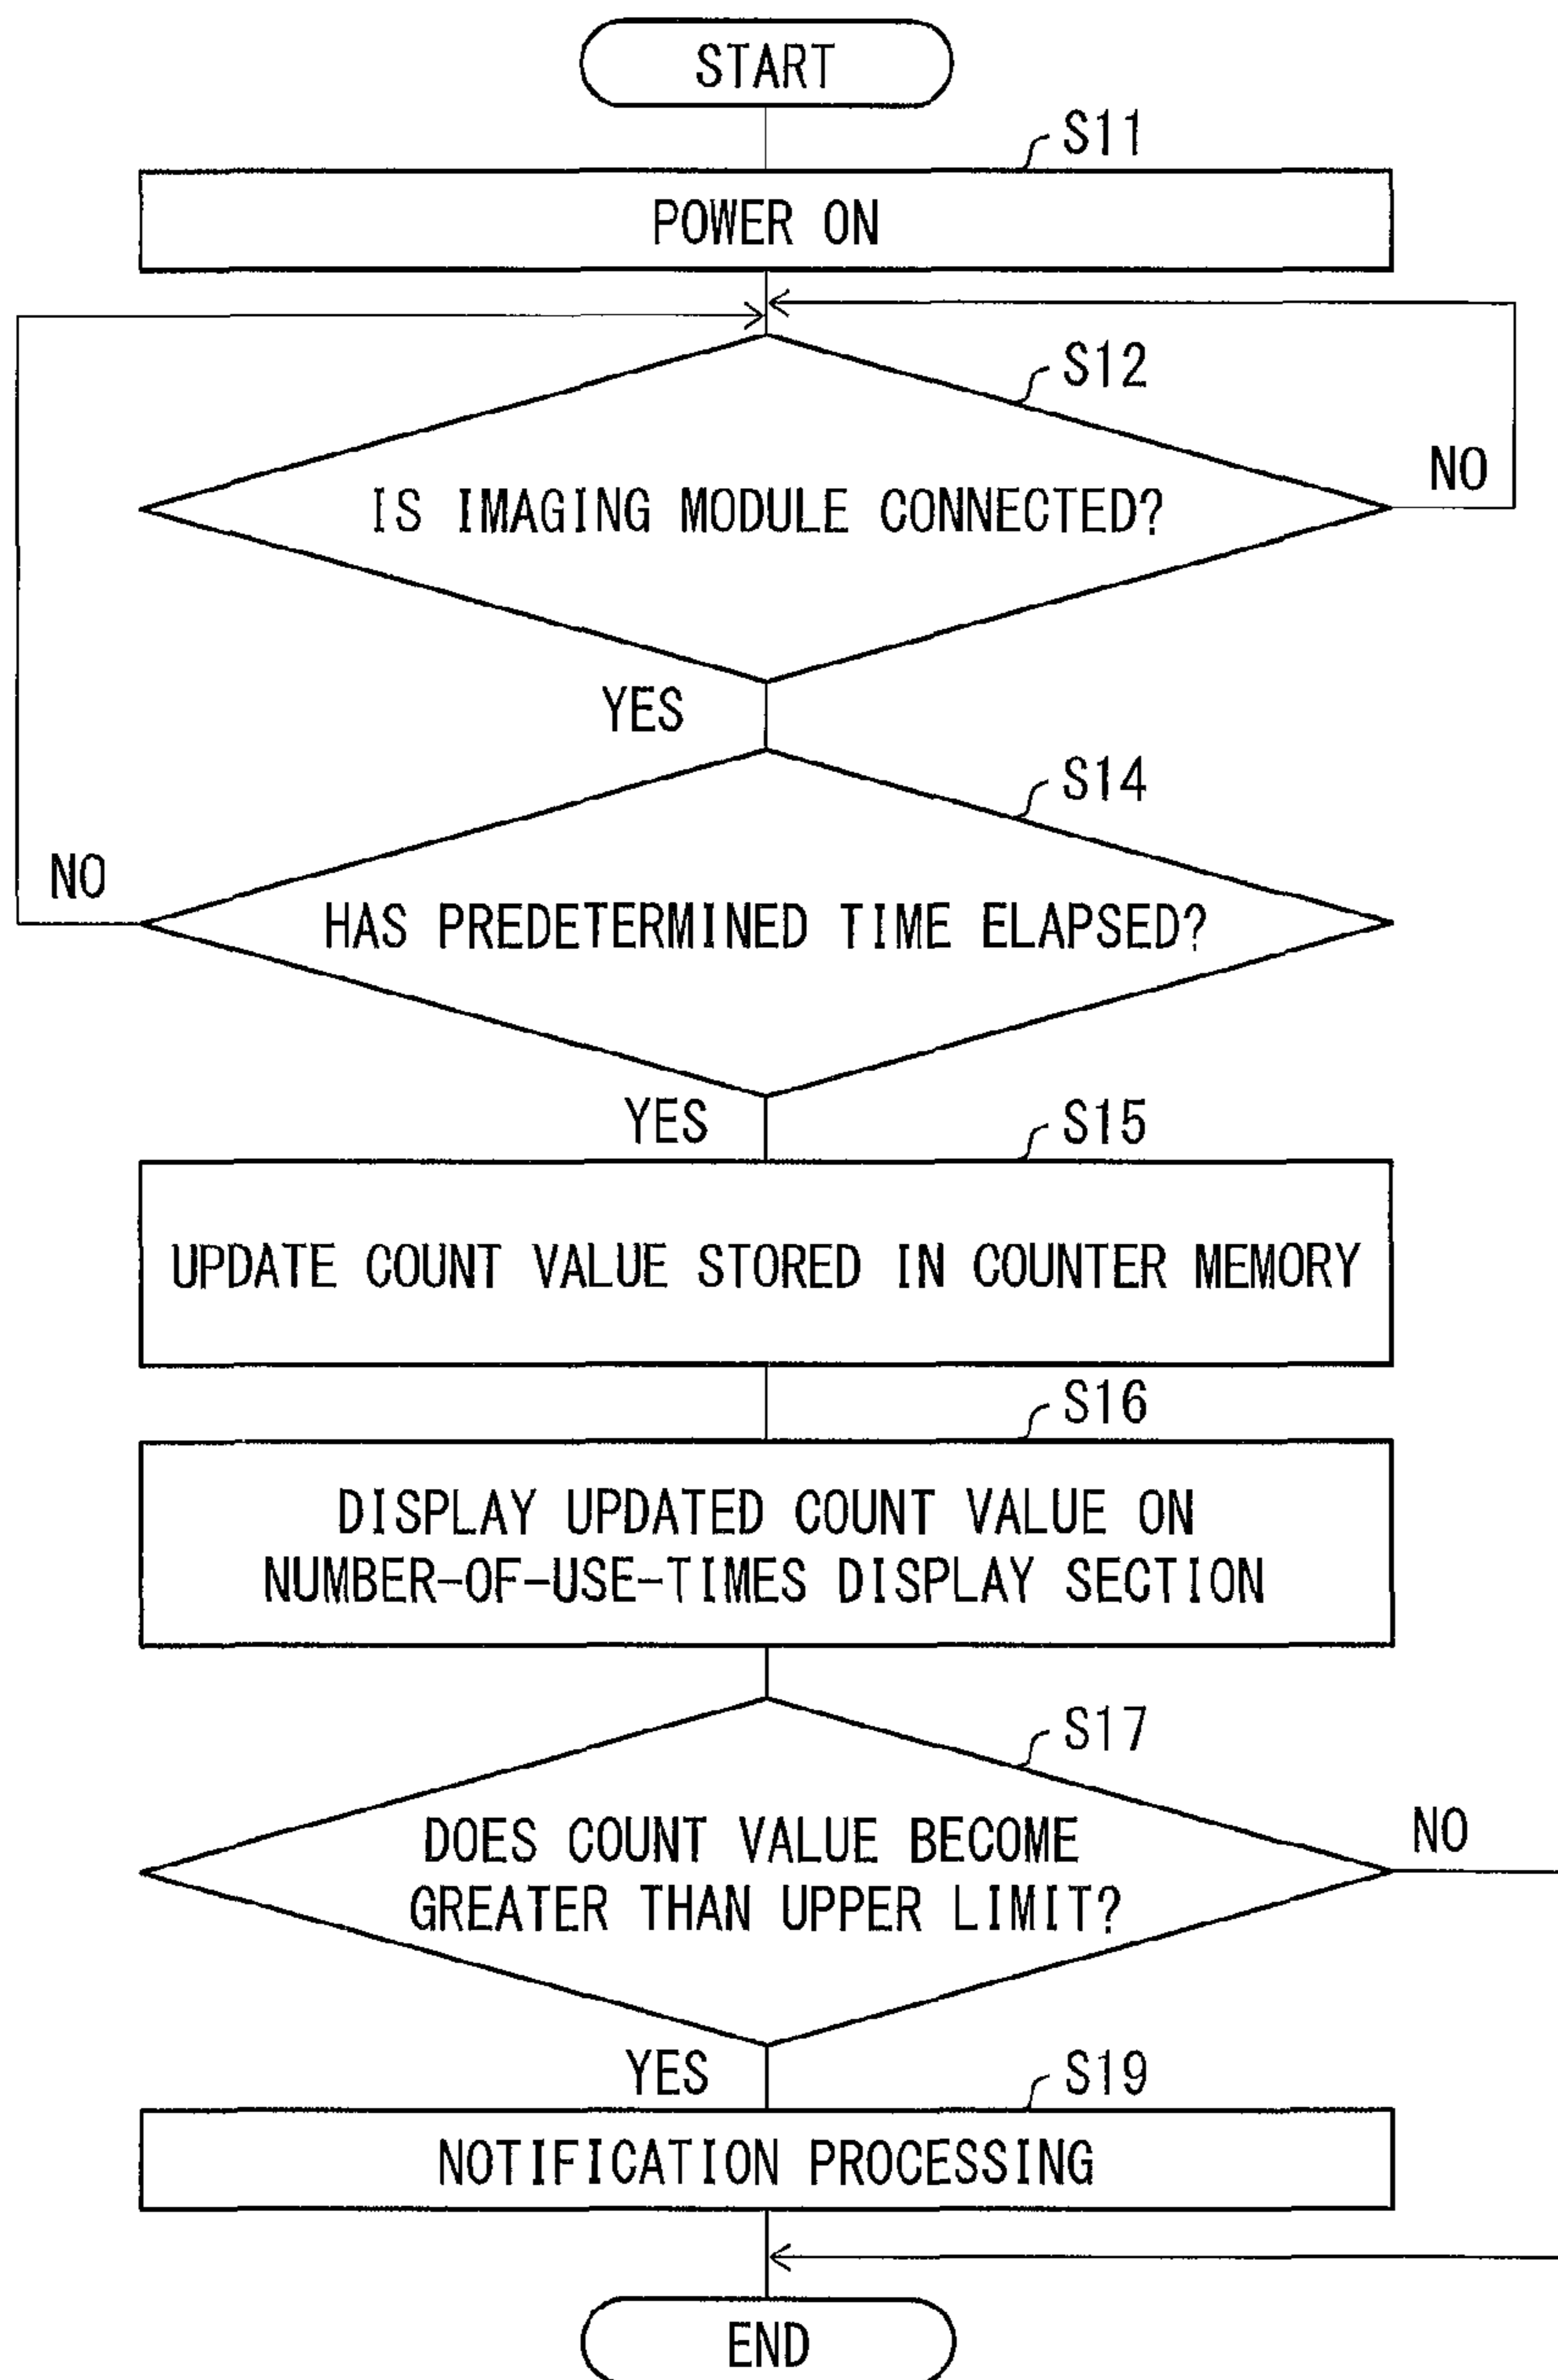 START
S11
POWER ON
S12
IS IMAGING MODULE CONNECTED?
NO
YES
S14
NO
HAS PREDETERMINED TIME ELAPSED?
YES
S15
UPDATE COUNT VALUE STORED IN COUNTER MEMORY
S16
DISPLAY UPDATED COUNT VALUE ON
NUMBER-OF-USE-TIMES DISPLAY SECTION
S17
NO
DOES COUNT VALUE BECOME
GREATER THAN UPPER LIMIT?
YES
S19
NOTIFICATION PROCESSING
END